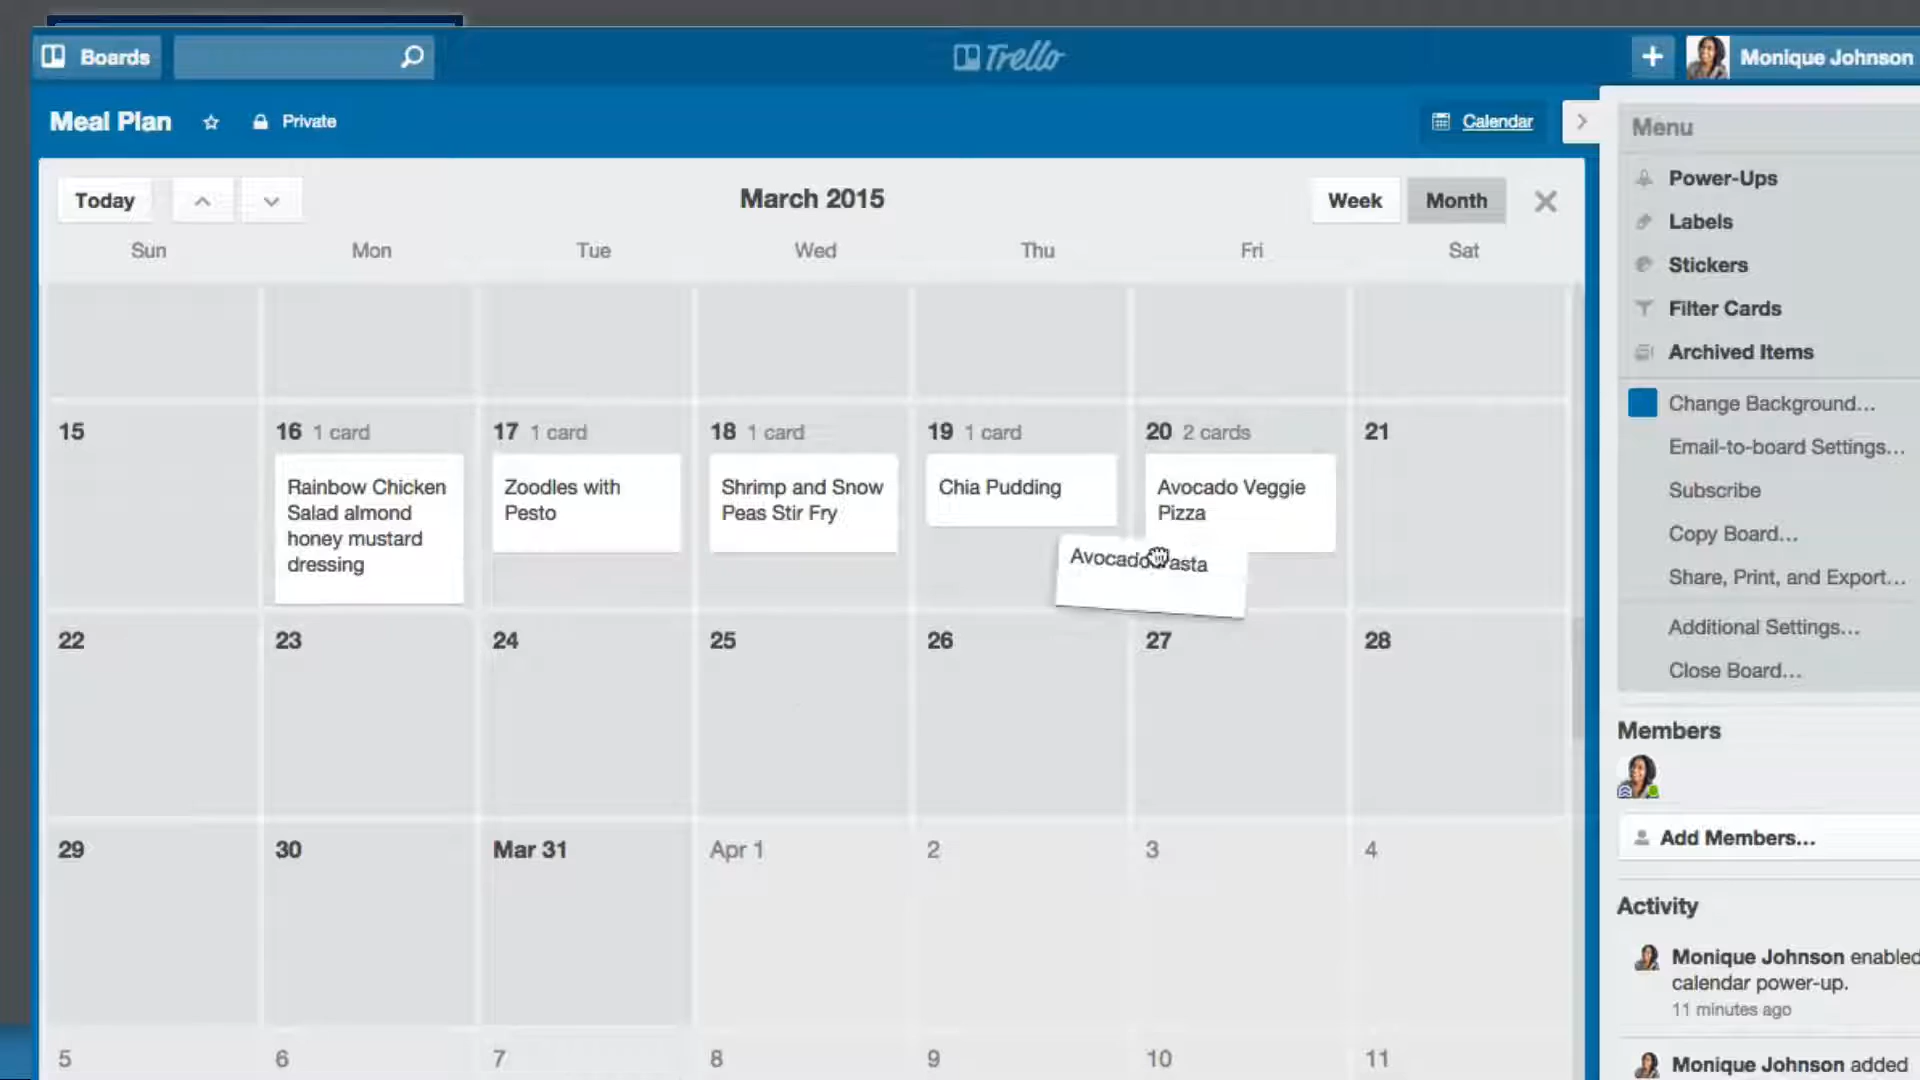 Boards
Trello
Monique Johnson
Meal Plan
Private
Calendar
Menu
Today
March 2015
Week
Month
Sun
Mon
Tue
Wed
Thu
Fri
Sat
15
16 1 card
Rainbow Chicken
Salad almond
honey mustard
dressing
17 1 card
Zoodles with
Pesto
18 1 card
Shrimp and Snow
Peas Stir Fry
19 1 card
Chia Pudding
20 2 cards
Avocado Veggie
Pizza
Avocado Pasta
21
22
23
24
25
26
27
28
29
30
Mar 31
Apr 1
2
3
4
5
6
7
8
9
10
11
Power-Ups
Labels
Stickers
Filter Cards
Archived Items
Change Background...
Email-to-board Settings...
Subscribe
Copy Board...
Share, Print, and Export...
Additional Settings...
Close Board...
Members
Add Members...
Activity
Monique Johnson enabled
calendar power-up.
11 minutes ago
Monique Johnson added